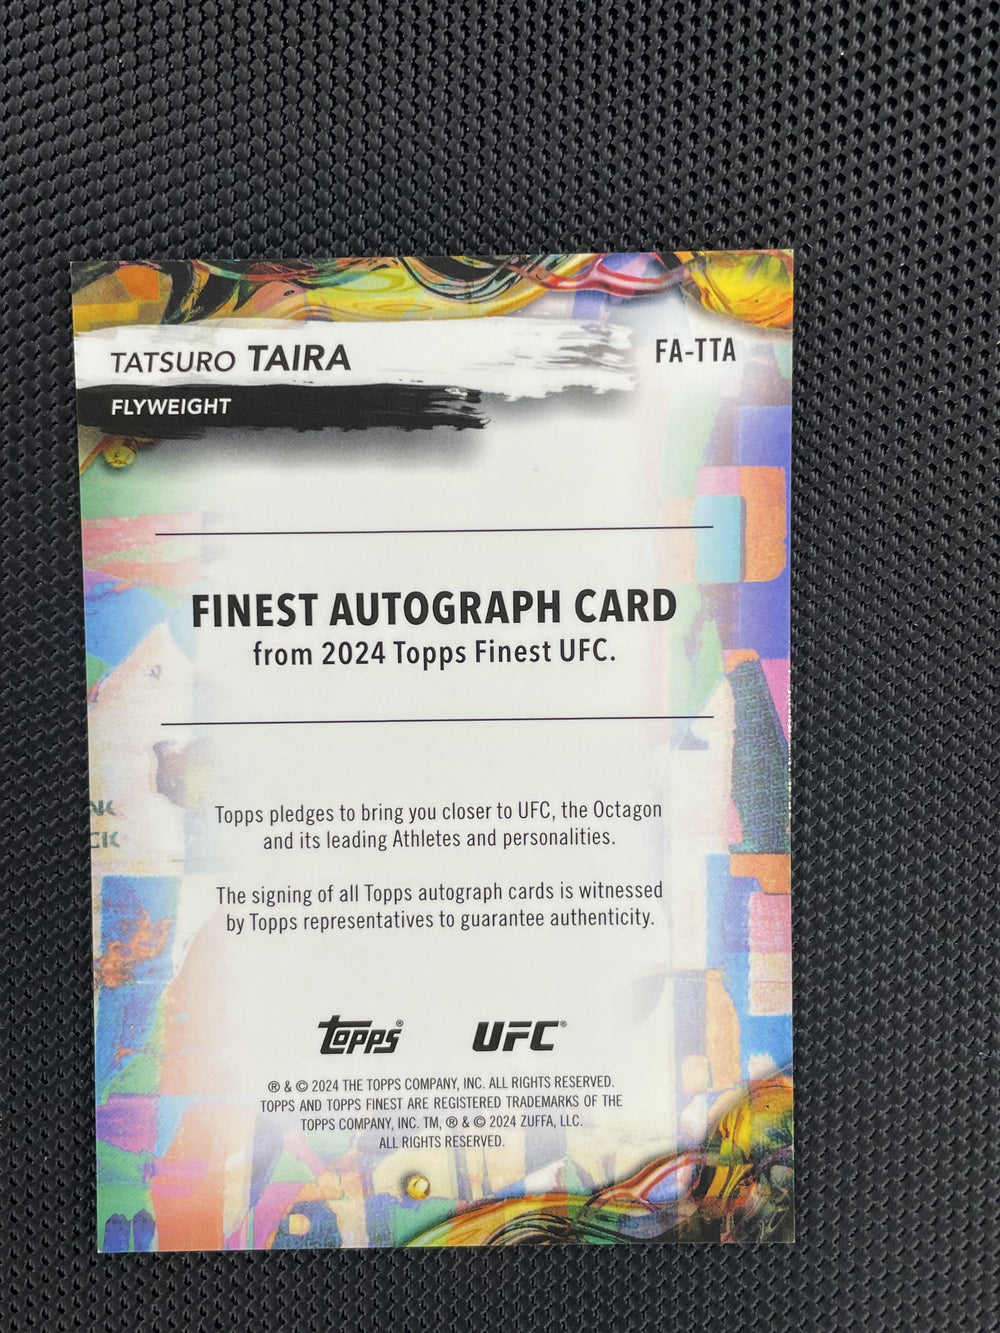 TATSURO TAIRA
FA-TTA
FLYWEIGHT
FINEST AUTOGRAPH CARD
from 2024 Topps Finest UFC.
Topps pledges to bring you closer to UFC, the Octagon
and its leading Athletes and personalities.
The signing of all Topps autograph cards is witnessed
by Topps representatives to guarantee authenticity.
Topps®
UFC®
® & © 2024 THE TOPPS COMPANY, INC. ALL RIGHTS RESERVED.
TOPPS AND TOPPS FINEST ARE REGISTERED TRADEMARKS OF THE
TOPPS COMPANY, INC. TM, ® & © 2024 ZUFFA, LLC.
ALL RIGHTS RESERVED.